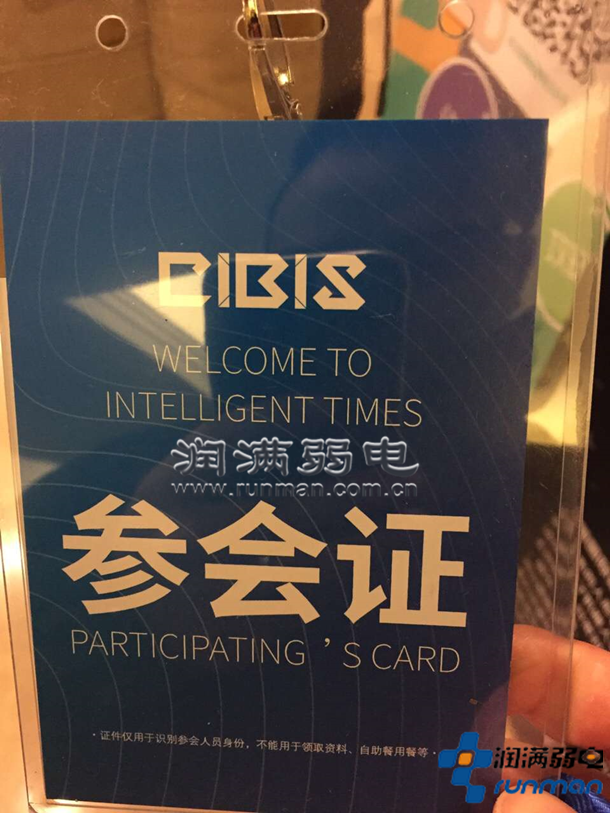 CIBIS
WELCOME TO
INTELLIGENT TIMES
润满弱电
www.runman.com.cn
参会证
PARTICIPATING ’S CARD
·证件仅用于识别参会人员身份，不能用于领取资料、自助餐用餐等·
润满弱电
runman